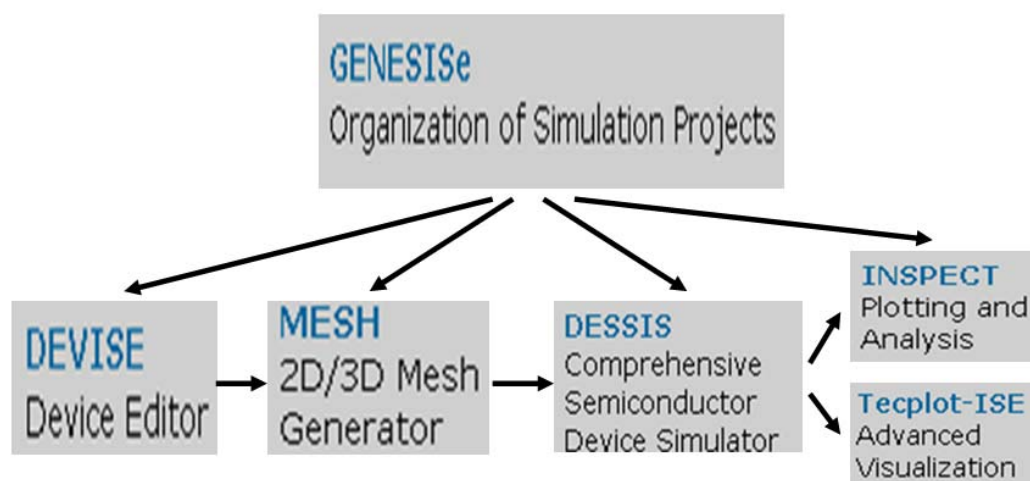 GENESISe
Organization of Simulation Projects
DEVISE
Device Editor
MESH
2D/3D Mesh
Generator
DESSIS
Comprehensive
Semiconductor
Device Simulator
INSPECT
Plotting and
Analysis
Tecplot-ISE
Advanced
Visualization